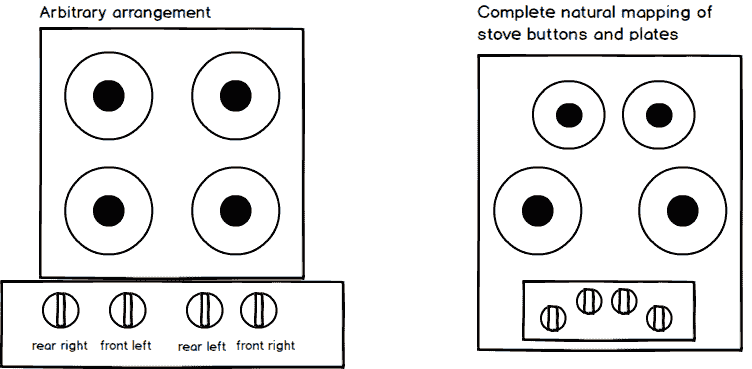 Arbitrary arrangement
Complete natural mapping of
stove buttons and plates
rear right front left rear left front right